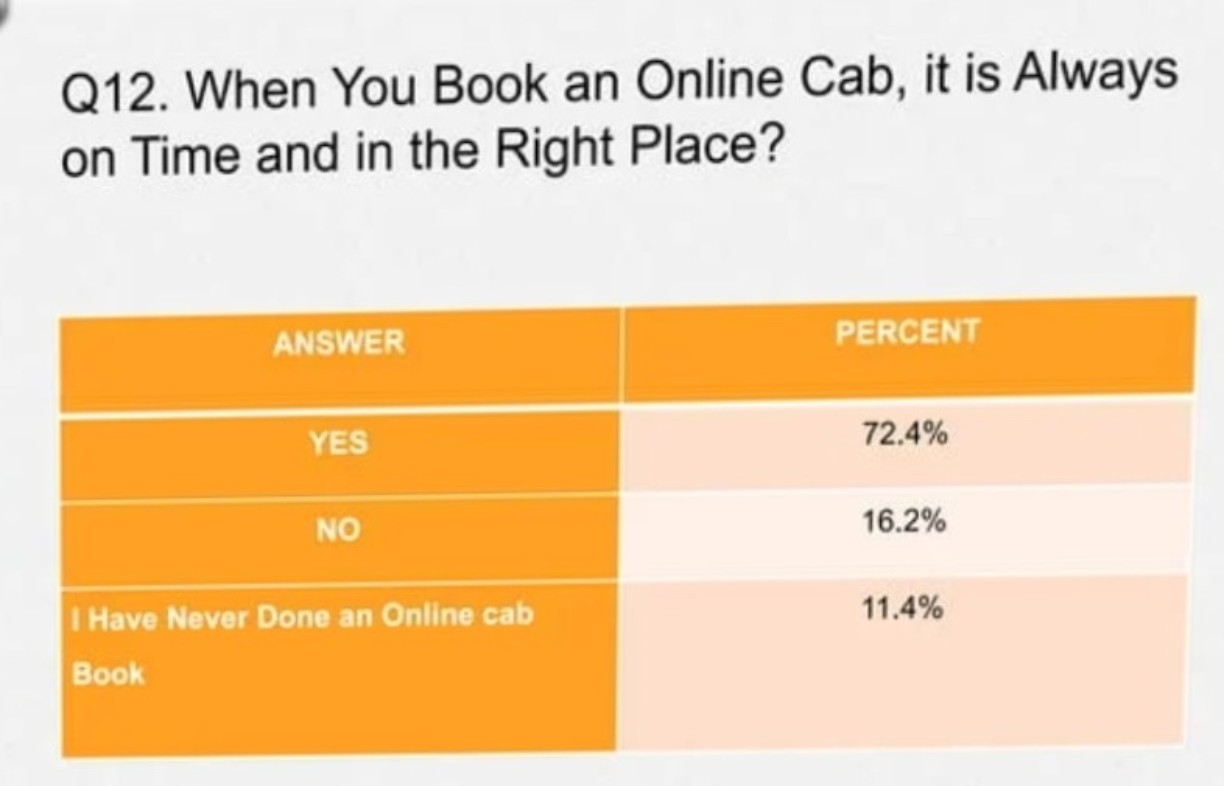 Q12. When You Book an Online Cab, it is Always
on Time and in the Right Place?
ANSWER PERCENT
YES 72.4%
NO 16.2%
I Have Never Done an Online cab 11.4%
Book